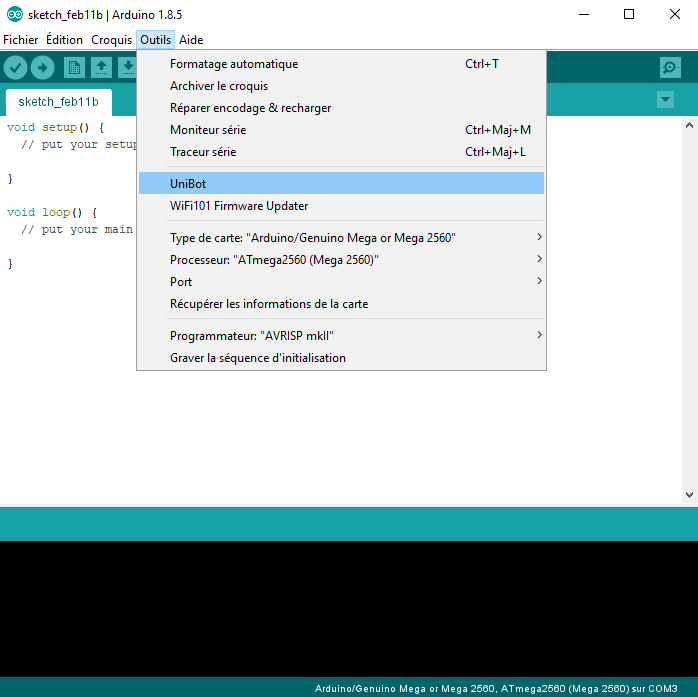 sketch_feb11b | Arduino 1.8.5
Fichier Édition Croquis Outils Aide
sketch_feb11b
void setup() {
// put your setup
}
void loop() {
// put your main
}
Formatage automatique Ctrl+T
Archiver le croquis
Réparer encodage & recharger
Moniteur série Ctrl+Maj+M
Traceur série Ctrl+Maj+L
UniBot
WiFi101 Firmware Updater
Type de carte: "Arduino/Genuino Mega or Mega 2560"
Processeur: "ATmega2560 (Mega 2560)"
Port
Récupérer les informations de la carte
Programmateur: "AVRISP mkII"
Graver la séquence d'initialisation
Arduino/Genuino Mega or Mega 2560, ATmega2560 (Mega 2560) sur COM3